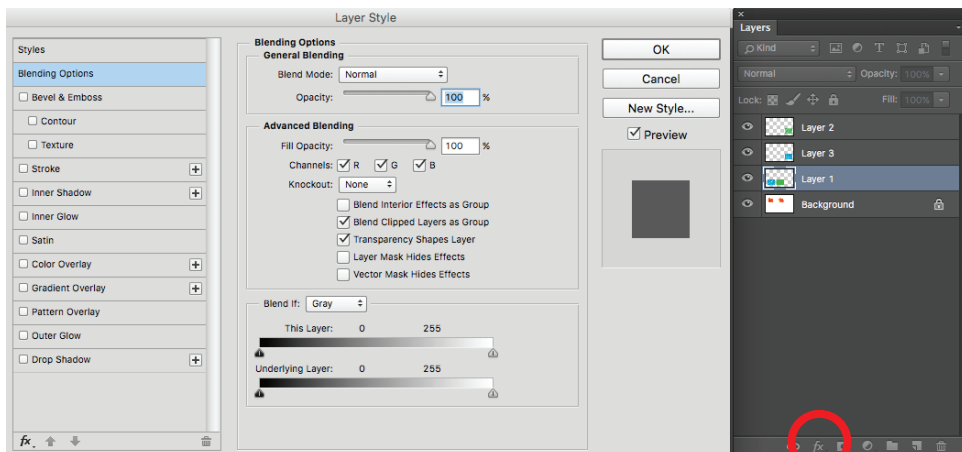 Layer Style
Styles
Blending Options
Bevel & Emboss
Contour
Texture
Stroke
Inner Shadow
Inner Glow
Satin
Color Overlay
Gradient Overlay
Pattern Overlay
Outer Glow
Drop Shadow
fx
Blending Options
General Blending
Blend Mode: Normal
Opacity: 100 %
Advanced Blending
Fill Opacity: 100 %
Channels: R G B
Knockout: None
Blend Interior Effects as Group
Blend Clipped Layers as Group
Transparency Shapes Layer
Layer Mask Hides Effects
Vector Mask Hides Effects
Blend If: Gray
This Layer: 0 255
Underlying Layer: 0 255
OK
Cancel
New Style...
Preview
Layers
Kind
Normal Opacity: 100%
Lock: Fill: 100%
Layer 2
Layer 3
Layer 1
Background
fx